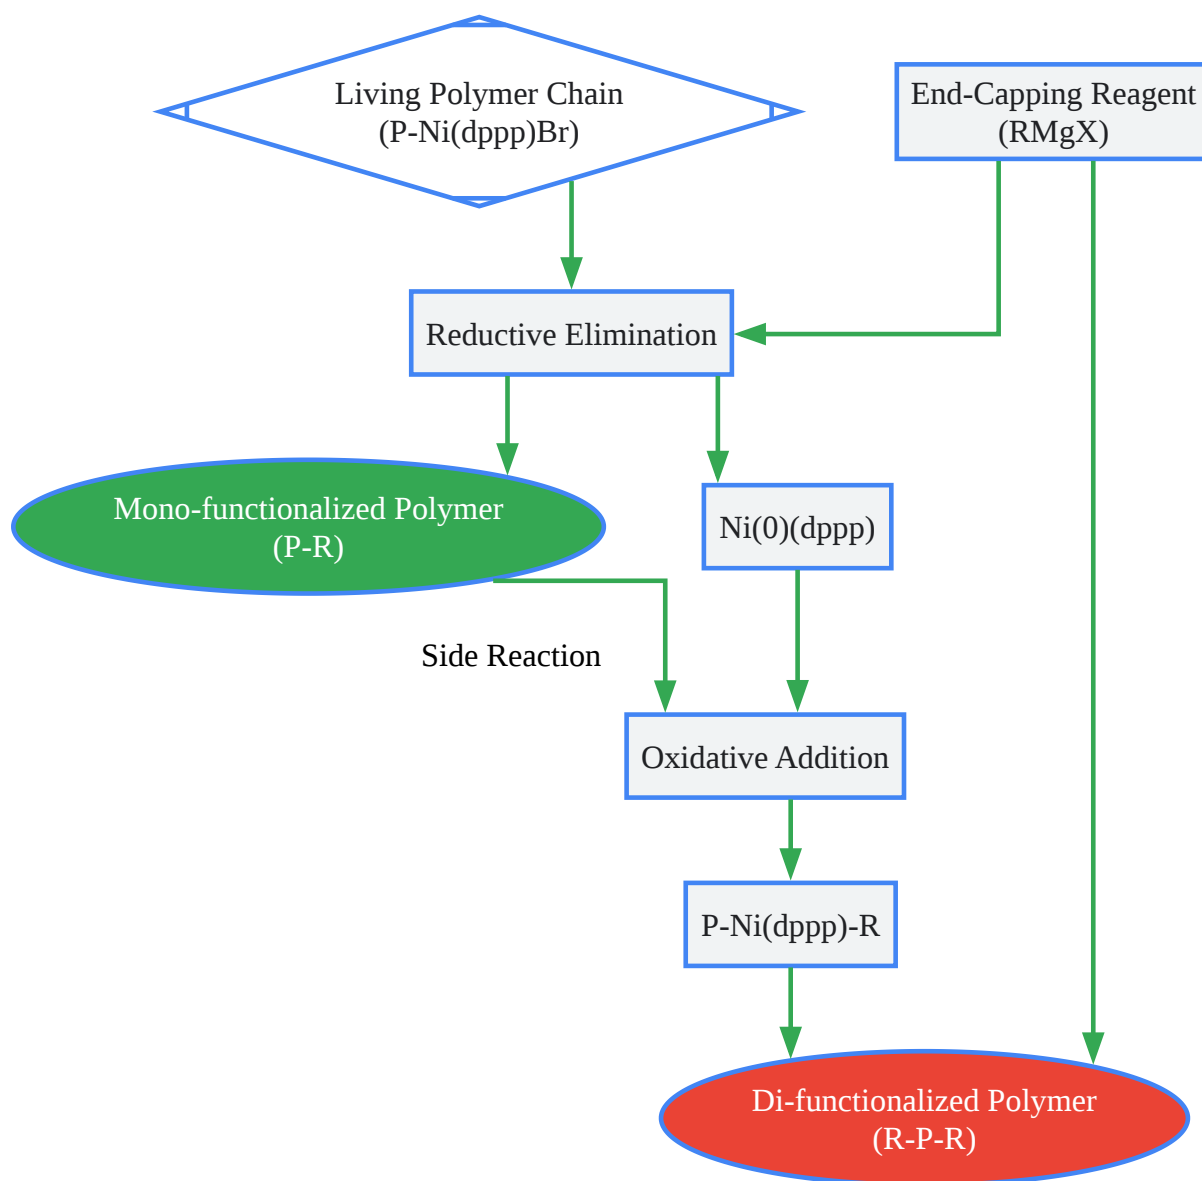 Living Polymer Chain
(P-Ni(dppp)Br)
End-Capping Reagent
(RMgX)
Reductive Elimination
Mono-functionalized Polymer
(P-R)
Ni(0)(dppp)
Side Reaction
Oxidative Addition
P-Ni(dppp)-R
Di-functionalized Polymer
(R-P-R)